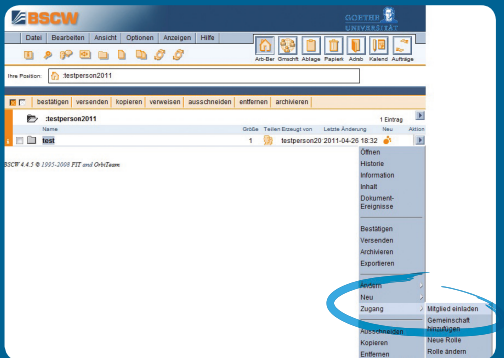 BSCW
GOETHE
UNIVERSITÄT
Datei Bearbeiten Ansicht Optionen Anzeigen Hilfe
Arb-Ber Gmschft Ablage Papierk Adrsb Kalend Aufträge
Ihre Position: :testperson2011
bestätigen versenden kopieren verweisen ausschneiden entfernen archivieren
:testperson2011 1 Eintrag
Name Größe Teilen Erzeugt von Letzte Änderung Neu Aktion
test 1 testperson20 2011-04-26 18:32
BSCW 4.4.5 © 1995-2008 FIT and OrbiTeam
Öffnen
Historie
Information
Inhalt
Dokument-
Ereignisse
Bestätigen
Versenden
Archivieren
Exportieren
Ändern
Neu
Zugang
Mitglied einladen
Gemeinschaft
hinzufügen
Neue Rolle
Rolle ändern
Ausschneiden
Kopieren
Entfernen